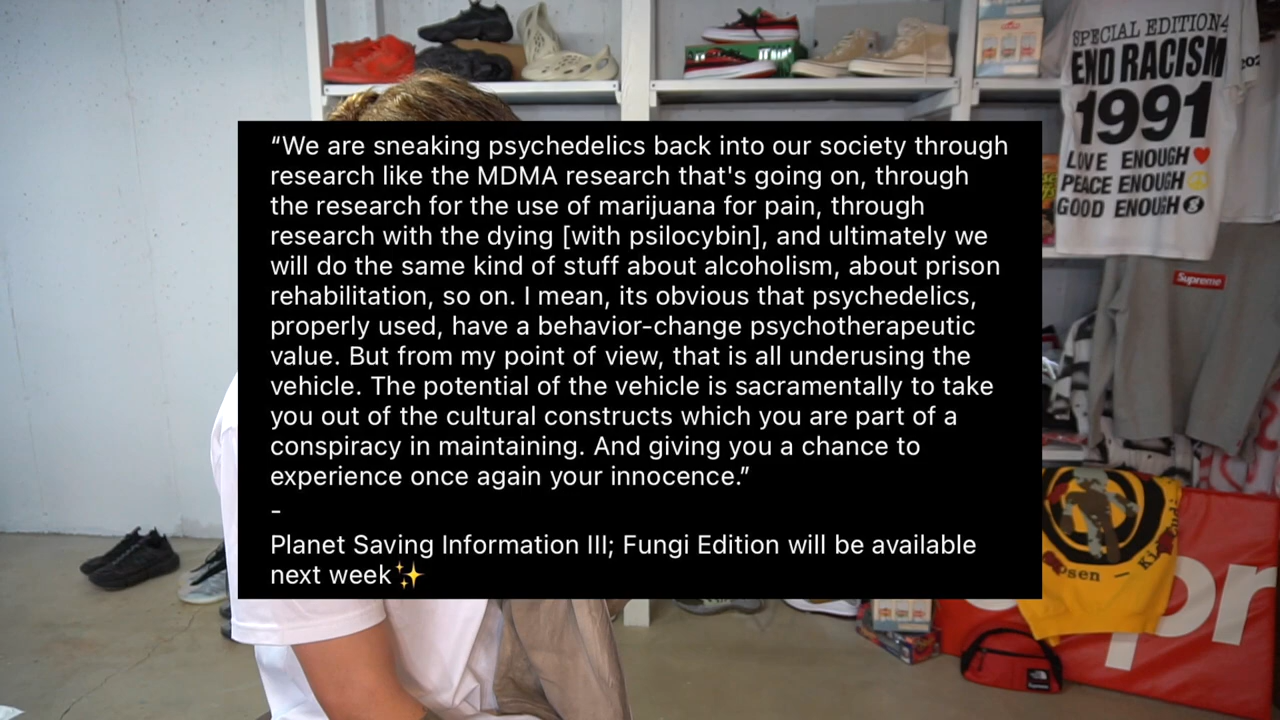 “We are sneaking psychedelics back into our society through
research like the MDMA research that's going on, through
the research for the use of marijuana for pain, through
research with the dying [with psilocybin], and ultimately we
will do the same kind of stuff about alcoholism, about prison
rehabilitation, so on. I mean, its obvious that psychedelics,
properly used, have a behavior-change psychotherapeutic
value. But from my point of view, that is all underusing the
vehicle. The potential of the vehicle is sacramentally to take
you out of the cultural constructs which you are part of a
conspiracy in maintaining. And giving you a chance to
experience once again your innocence.”
-
Planet Saving Information III; Fungi Edition will be available
next week✨
SPECIAL EDITION
END RACISM
1991
LOVE ENOUGH❤
PEACE ENOUGH
GOOD ENOUGH
Supreme